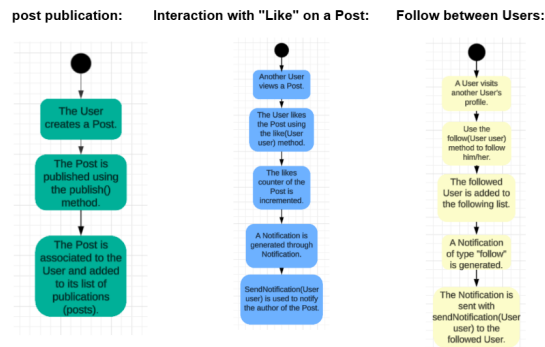 post publication:
Interaction with "Like" on a Post:
Follow between Users:
The User
creates a Post.
The Post is
published using
the publish()
method.
The Post is
associated to the
User and added
to its list of
publications
(posts).
Another User
views a Post.
The User likes
the Post using
the like(User
user) method.
The likes
counter of the
Post is
incremented.
A Notification is
generated through
Notification.
SendNotification(User
user) is used to notify
the author of the Post.
A User visits
another User's
profile.
Use the
follow(User user)
method to follow
him/her.
The followed
User is added to
the following list.
A Notification
of type "follow"
is generated.
The Notification is
sent with
sendNotification(User
user) to the
followed User.